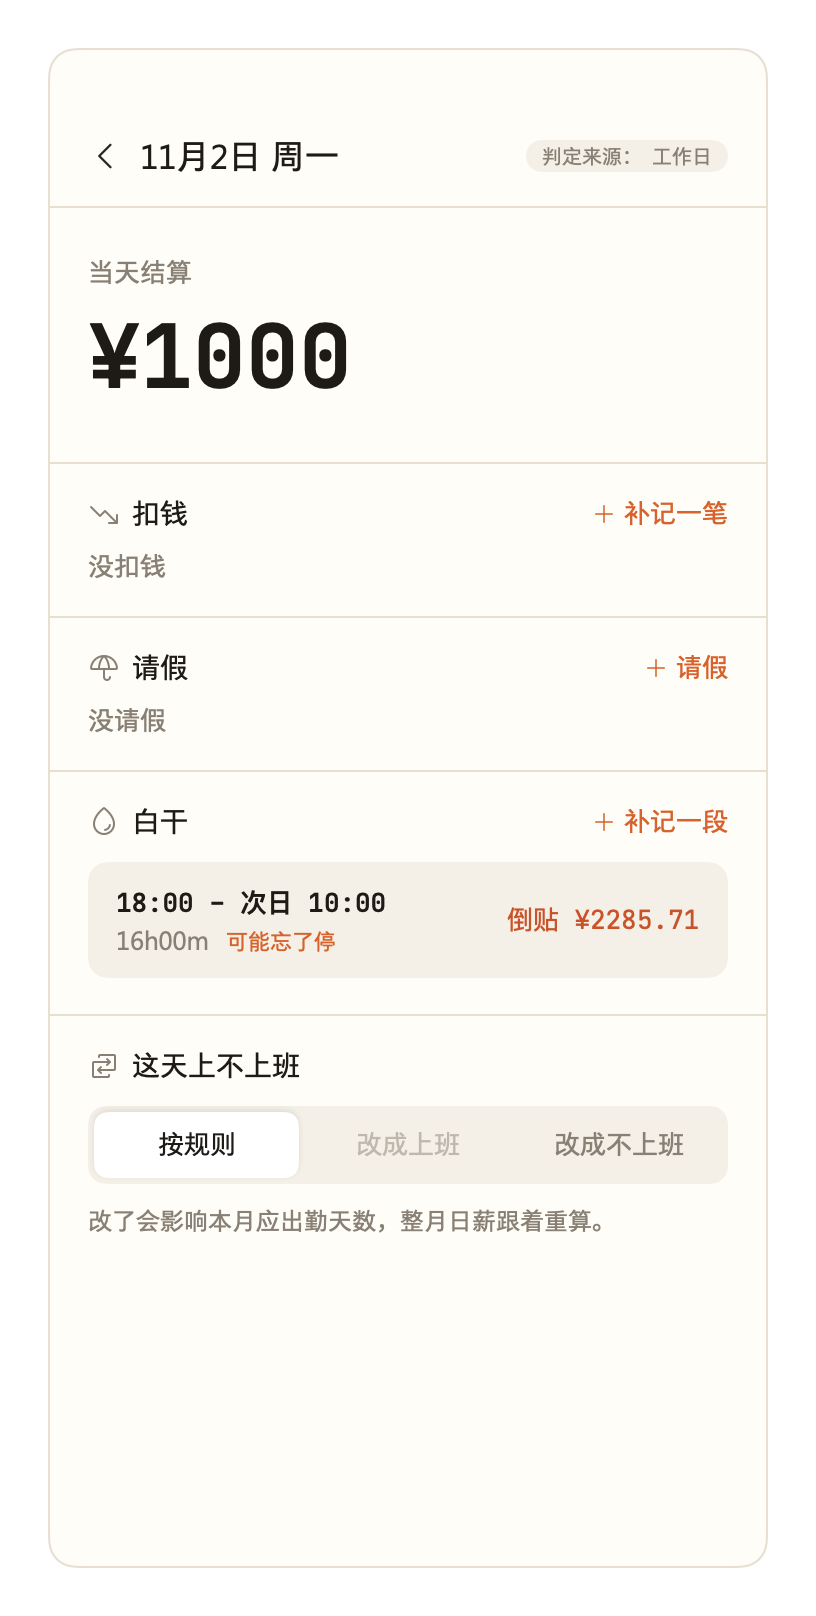 11月2日 周一
判定来源： 工作日
当天结算
¥1000
扣钱
+ 补记一笔
没扣钱
请假
+ 请假
没请假
白干
+ 补记一段
18:00 – 次日 10:00
16h00m 可能忘了停
倒贴 ¥2285.71
这天上不上班
按规则 改成上班 改成不上班
改了会影响本月应出勤天数，整月日薪跟着重算。